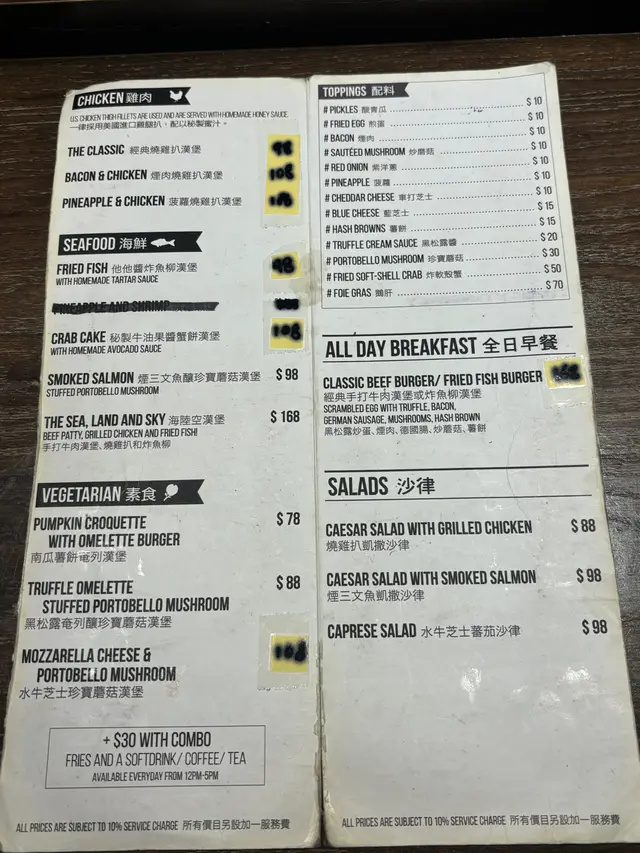 CHICKEN 雞肉
U.S. CHICKEN THIGH FILLETS ARE USED AND ARE SERVED WITH HOMEMADE HONEY SAUCE.
一律採用美國進口雞腿扒，配以秘製蜜汁。
THE CLASSIC 經典燒雞扒漢堡 98
BACON & CHICKEN 煙肉燒雞扒漢堡 108
PINEAPPLE & CHICKEN 菠蘿燒雞扒漢堡
SEAFOOD 海鮮
FRIED FISH 他他醬炸魚柳漢堡 98
WITH HOMEMADE TARTAR SAUCE
PINEAPPLE AND SHRIMP
CRAB CAKE 秘製牛油果醬蟹餅漢堡 108
WITH HOMEMADE AVOCADO SAUCE
SMOKED SALMON 煙三文魚釀珍寶蘑菇漢堡 $ 98
STUFFED PORTOBELLO MUSHROOM
THE SEA, LAND AND SKY 海陸空漢堡 $ 168
BEEF PATTY, GRILLED CHICKEN AND FRIED FISH!
手打牛肉漢堡、燒雞扒和炸魚柳
VEGETARIAN 素食
PUMPKIN CROQUETTE $ 78
WITH OMELETTE BURGER
南瓜薯餅奄列漢堡
TRUFFLE OMELETTE $ 88
STUFFED PORTOBELLO MUSHROOM
黑松露奄列釀珍寶蘑菇漢堡
MOZZARELLA CHEESE & 108
PORTOBELLO MUSHROOM
水牛芝士珍寶蘑菇漢堡
+ $30 WITH COMBO
FRIES AND A SOFTDRINK/ COFFEE/ TEA
AVAILABLE EVERYDAY FROM 12PM-5PM
ALL PRICES ARE SUBJECT TO 10% SERVICE CHARGE 所有價目另設加一服務費
TOPPINGS 配料
# PICKLES 酸青瓜 $ 10
# FRIED EGG 煎蛋 $ 10
# BACON 煙肉 $ 10
# SAUTÉED MUSHROOM 炒蘑菇 $ 10
# RED ONION 紫洋蔥 $ 10
# PINEAPPLE 菠蘿 $ 10
# CHEDDAR CHEESE 車打芝士 $ 10
# BLUE CHEESE 藍芝士 $ 15
# HASH BROWNS 薯餅 $ 15
# TRUFFLE CREAM SAUCE 黑松露醬 $ 20
# PORTOBELLO MUSHROOM 珍寶蘑菇 $ 30
# FRIED SOFT-SHELL CRAB 炸軟殼蟹 $ 50
# FOIE GRAS 鵝肝 $ 70
ALL DAY BREAKFAST 全日早餐
CLASSIC BEEF BURGER/ FRIED FISH BURGER
經典手打牛肉漢堡或炸魚柳漢堡
SCRAMBLED EGG WITH TRUFFLE, BACON,
GERMAN SAUSAGE, MUSHROOMS, HASH BROWN
黑松露炒蛋、煙肉、德國腸、炒蘑菇、薯餅
SALADS 沙律
CAESAR SALAD WITH GRILLED CHICKEN $ 88
燒雞扒凱撒沙律
CAESAR SALAD WITH SMOKED SALMON $ 98
煙三文魚凱撒沙律
CAPRESE SALAD 水牛芝士蕃茄沙律 $ 98
ALL PRICES ARE SUBJECT TO 10% SERVICE CHARGE 所有價目另設加一服務費